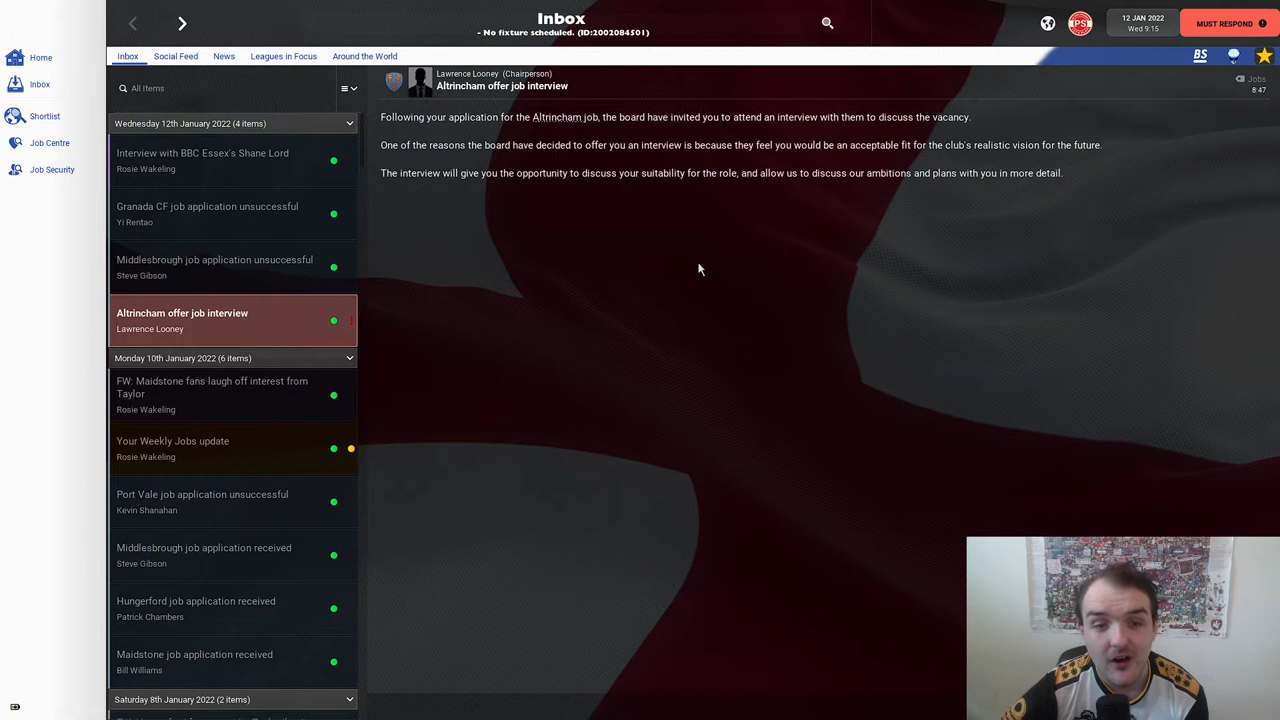 Inbox
- No fixture scheduled. (ID:2002084501)
12 JAN 2022
Wed 9:15
MUST RESPOND
Home
Inbox
Shortlist
Job Centre
Job Security
Inbox
Social Feed
News
Leagues in Focus
Around the World
BS
All Items
Wednesday 12th January 2022 (4 items)
Interview with BBC Essex's Shane Lord
Rosie Wakeling
Granada CF job application unsuccessful
Yi Rentao
Middlesbrough job application unsuccessful
Steve Gibson
Altrincham offer job interview
Lawrence Looney
Monday 10th January 2022 (6 items)
FW: Maidstone fans laugh off interest from
Taylor
Rosie Wakeling
Your Weekly Jobs update
Rosie Wakeling
Port Vale job application unsuccessful
Kevin Shanahan
Middlesbrough job application received
Steve Gibson
Hungerford job application received
Patrick Chambers
Maidstone job application received
Bill Williams
Saturday 8th January 2022 (2 items)
Lawrence Looney (Chairperson)
Altrincham offer job interview
Jobs
8:47
Following your application for the Altrincham job, the board have invited you to attend an interview with them to discuss the vacancy.
One of the reasons the board have decided to offer you an interview is because they feel you would be an acceptable fit for the club's realistic vision for the future.
The interview will give you the opportunity to discuss your suitability for the role, and allow us to discuss our ambitions and plans with you in more detail.